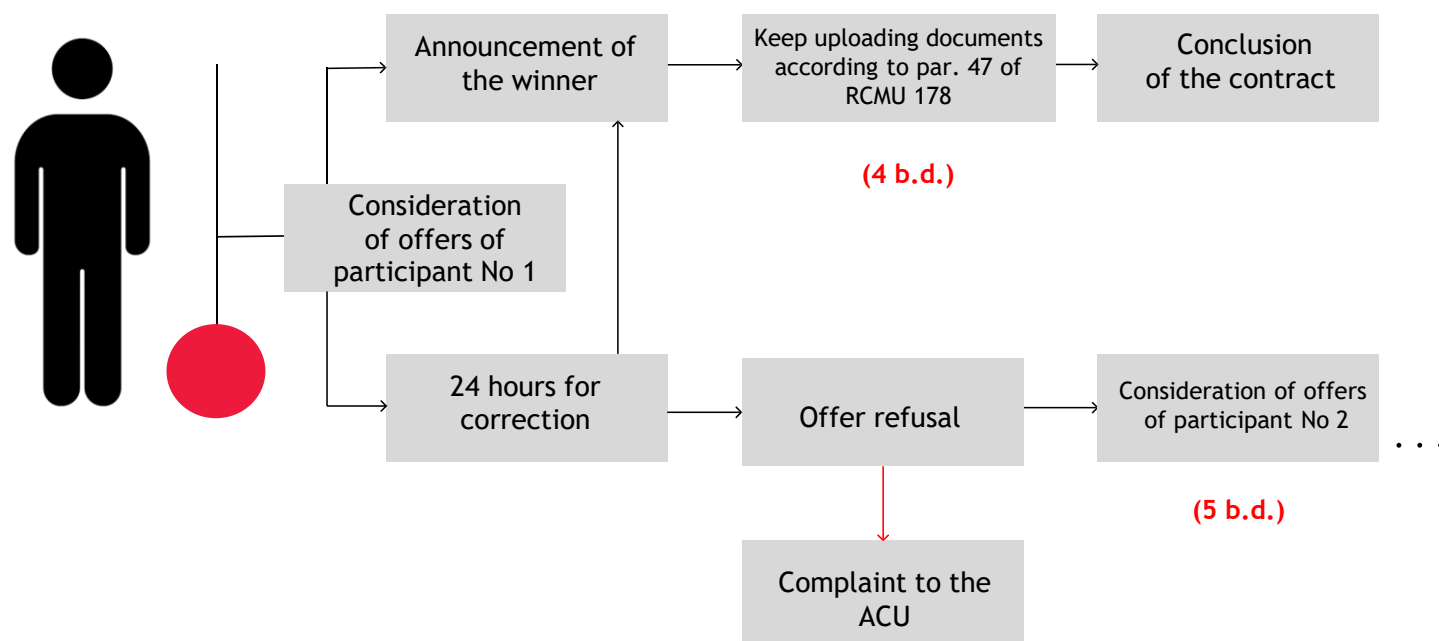 Announcement of
the winner
Keep uploading documents
according to par. 47 of
RCMU 178
Conclusion
of the contract
(4 b.d.)
Consideration
of offers of
participant No 1
24 hours for
correction
Offer refusal
Consideration of offers
of participant No 2
. . .
(5 b.d.)
Complaint to the
ACU